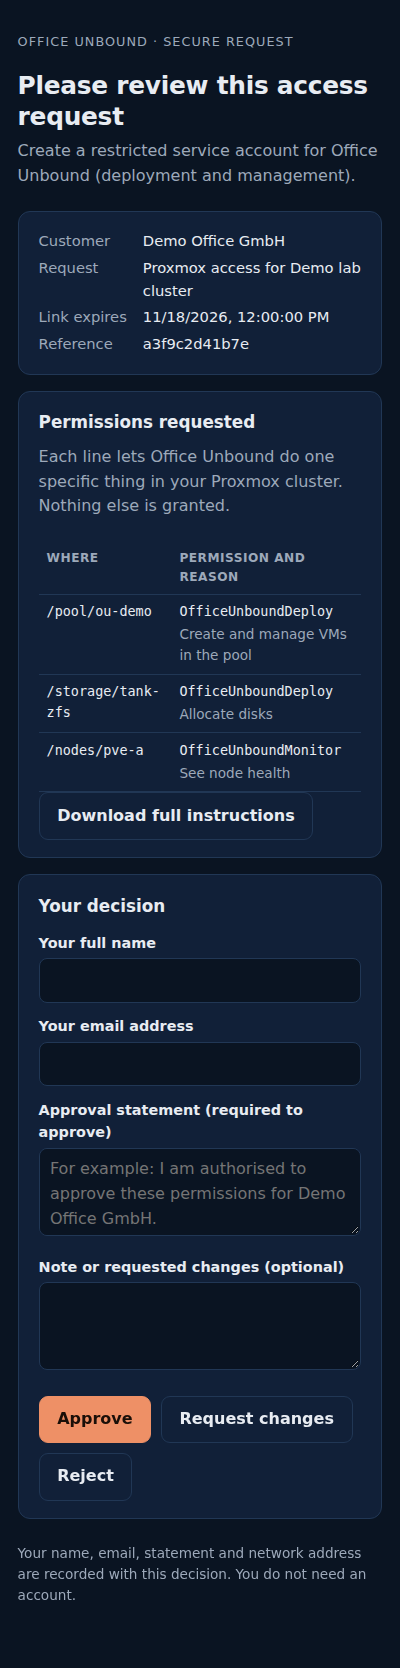 OFFICE UNBOUND · SECURE REQUEST
Please review this access
request
Create a restricted service account for Office
Unbound (deployment and management).
Customer Demo Office GmbH
Request Proxmox access for Demo lab
cluster
Link expires 11/18/2026, 12:00:00 PM
Reference a3f9c2d41b7e
Permissions requested
Each line lets Office Unbound do one
specific thing in your Proxmox cluster.
Nothing else is granted.
WHERE PERMISSION AND
REASON
/pool/ou-demo OfficeUnboundDeploy
Create and manage VMs
in the pool
/storage/tank- OfficeUnboundDeploy
zfs Allocate disks
/nodes/pve-a OfficeUnboundMonitor
See node health
Download full instructions
Your decision
Your full name
Your email address
Approval statement (required to
approve)
For example: I am authorised to
approve these permissions for Demo
Office GmbH.
Note or requested changes (optional)
Approve Request changes
Reject
Your name, email, statement and network address
are recorded with this decision. You do not need an
account.